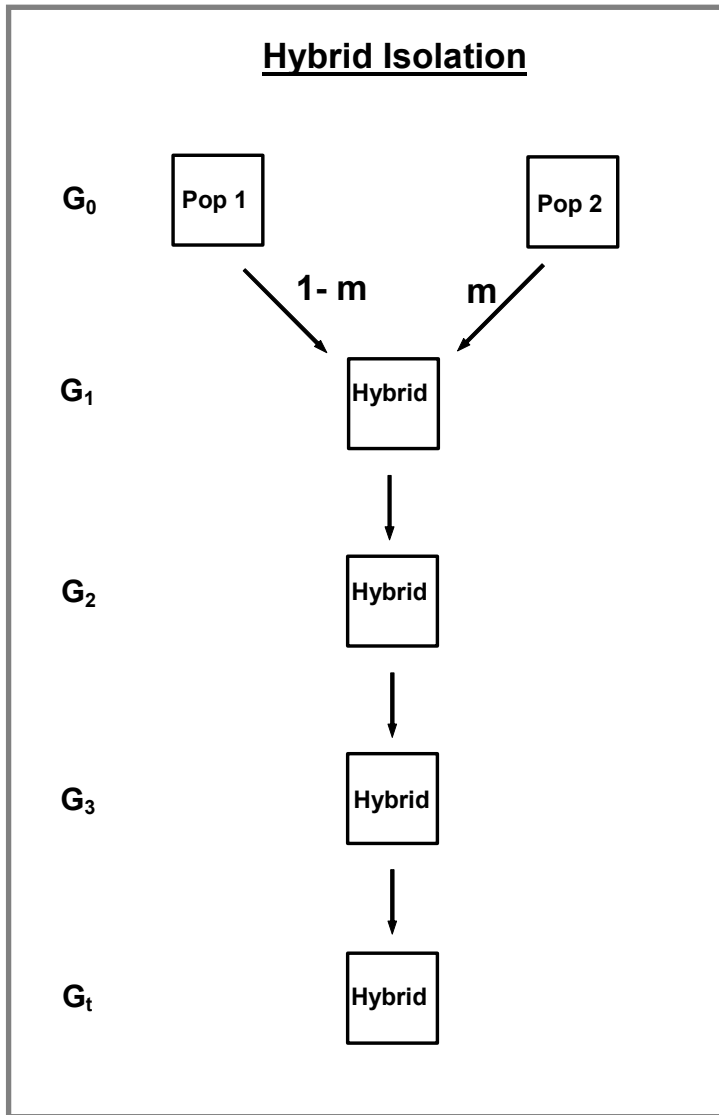 Hybrid Isolation
G₀ Pop 1 Pop 2
1- m m
G₁ Hybrid
G₂ Hybrid
G₃ Hybrid
Gₜ Hybrid